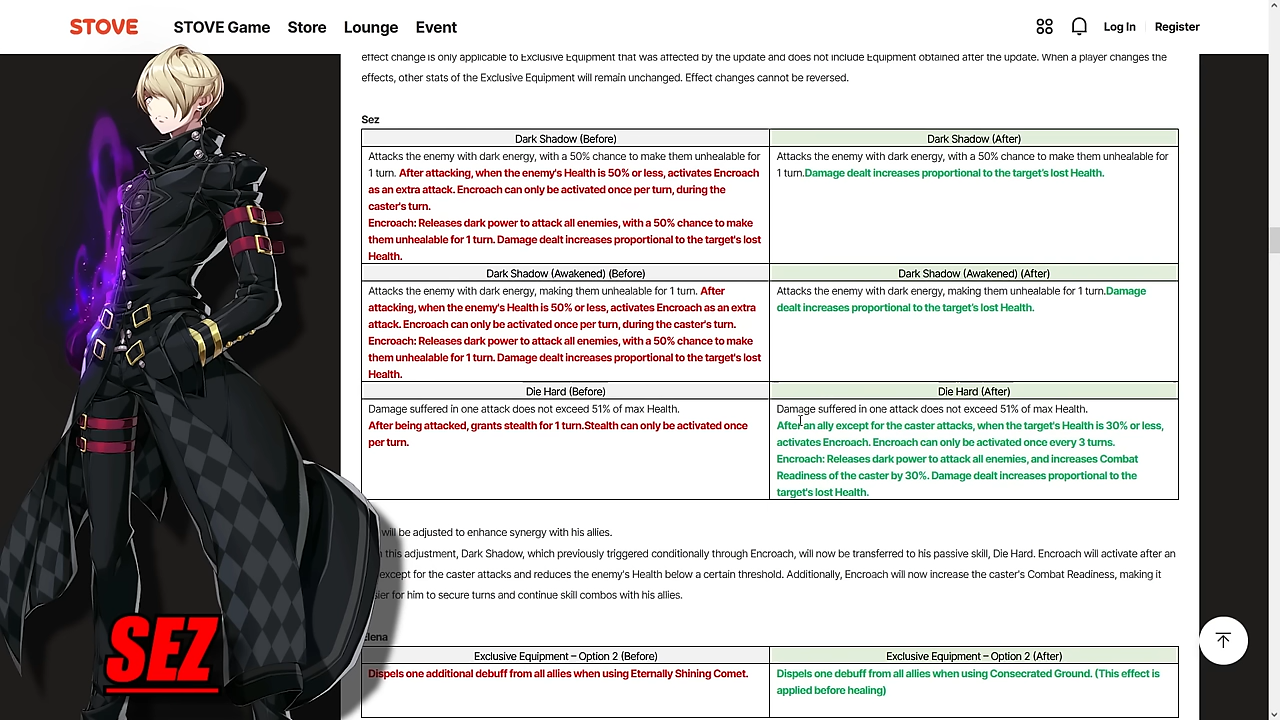 STOVE
STOVE Game Store Lounge Event
Log In Register
effect change is only applicable to Exclusive Equipment that was affected by the update and does not include Equipment obtained after the update. When a player changes the
effects, other stats of the Exclusive Equipment will remain unchanged. Effect changes cannot be reversed.
Sez
Dark Shadow (Before)
Attacks the enemy with dark energy, with a 50% chance to make them unhealable for
1 turn. After attacking, when the enemy's Health is 50% or less, activates Encroach
as an extra attack. Encroach can only be activated once per turn, during the
caster's turn.
Encroach: Releases dark power to attack all enemies, with a 50% chance to make
them unhealable for 1 turn. Damage dealt increases proportional to the target's lost
Health.
Dark Shadow (After)
Attacks the enemy with dark energy, with a 50% chance to make them unhealable for
1 turn.Damage dealt increases proportional to the target's lost Health.
Dark Shadow (Awakened) (Before)
Attacks the enemy with dark energy, making them unhealable for 1 turn. After
attacking, when the enemy's Health is 50% or less, activates Encroach as an extra
attack. Encroach can only be activated once per turn, during the caster's turn.
Encroach: Releases dark power to attack all enemies, with a 50% chance to make
them unhealable for 1 turn. Damage dealt increases proportional to the target's lost
Health.
Dark Shadow (Awakened) (After)
Attacks the enemy with dark energy, making them unhealable for 1 turn.Damage
dealt increases proportional to the target's lost Health.
Die Hard (Before)
Damage suffered in one attack does not exceed 51% of max Health.
After being attacked, grants stealth for 1 turn.Stealth can only be activated once
per turn.
Die Hard (After)
Damage suffered in one attack does not exceed 51% of max Health.
After an ally except for the caster attacks, when the target's Health is 30% or less,
activates Encroach. Encroach can only be activated once every 3 turns.
Encroach: Releases dark power to attack all enemies, and increases Combat
Readiness of the caster by 30%. Damage dealt increases proportional to the
target's lost Health.
will be adjusted to enhance synergy with his allies.
this adjustment, Dark Shadow, which previously triggered conditionally through Encroach, will now be transferred to his passive skill, Die Hard. Encroach will activate after an
except for the caster attacks and reduces the enemy's Health below a certain threshold. Additionally, Encroach will now increase the caster's Combat Readiness, making it
for him to secure turns and continue skill combos with his allies.
SEZ
Elena
Exclusive Equipment – Option 2 (Before)
Dispels one additional debuff from all allies when using Eternally Shining Comet.
Exclusive Equipment – Option 2 (After)
Dispels one debuff from all allies when using Consecrated Ground. (This effect is
applied before healing)